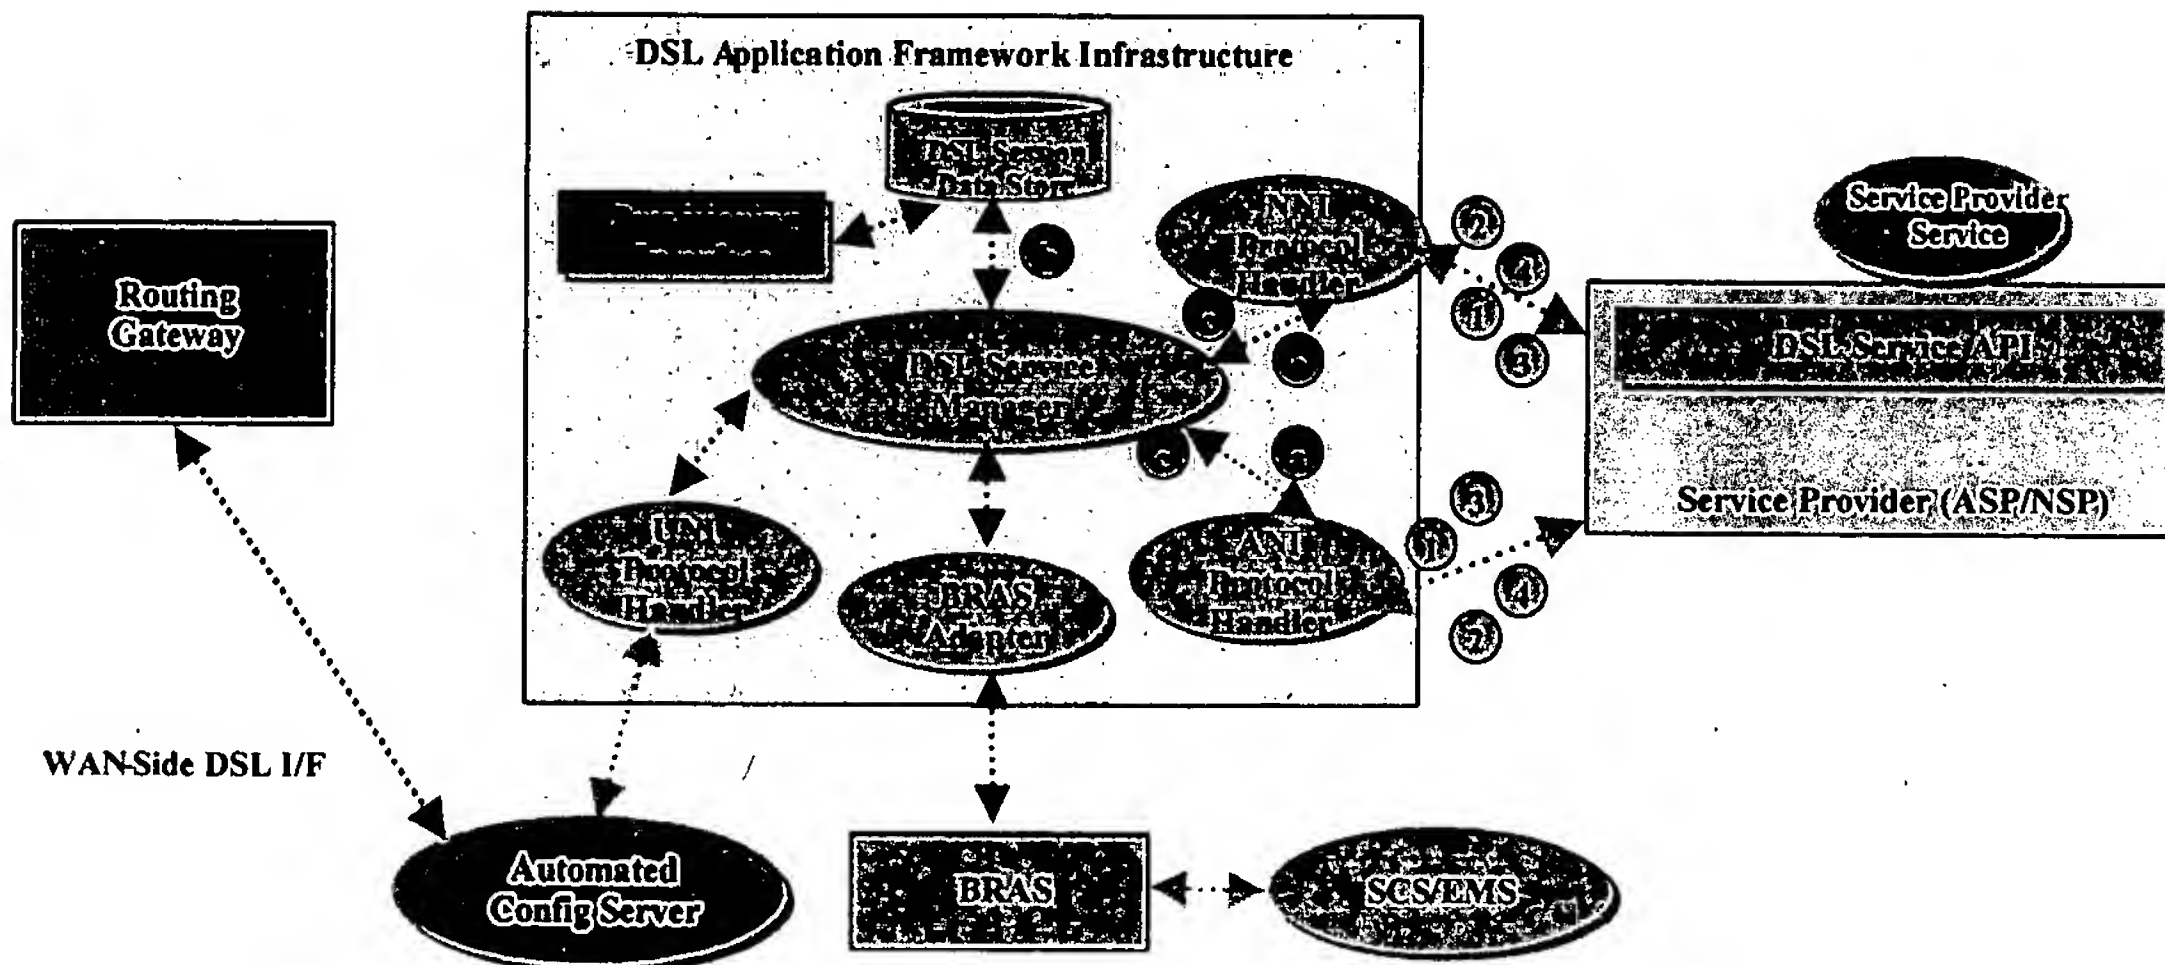 DSL Application Framework Infrastructure
DSL Session
Data Store
NNI
Protocol
Handler
②
④
①
③
Service Provider
Service
Routing
Gateway
DSL Service API
DSL Service
Manager
Service Provider (ASP/NSP)
③
①
④
②
UNI
Protocol
Handler
BRAS
Adapter
ANI
Protocol
Handler
WAN-Side DSL I/F
Automated
Config Server
BRAS
SCS/EMS